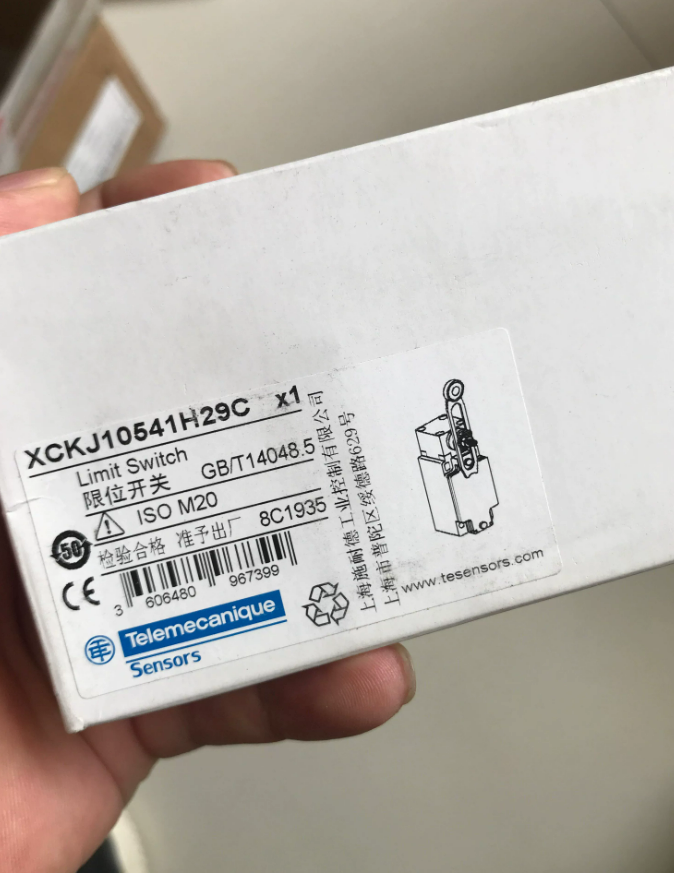 XCKJ10541H29C x1
Limit Switch
限位开关 GB/T14048.5
ISO M20
检验合格 准予出厂 8C1935
50
CE
3 606480 967399
Telemecanique
Sensors
上海施耐德工业控制有限公司
上海市普陀区绥德路629号
www.tesensors.com